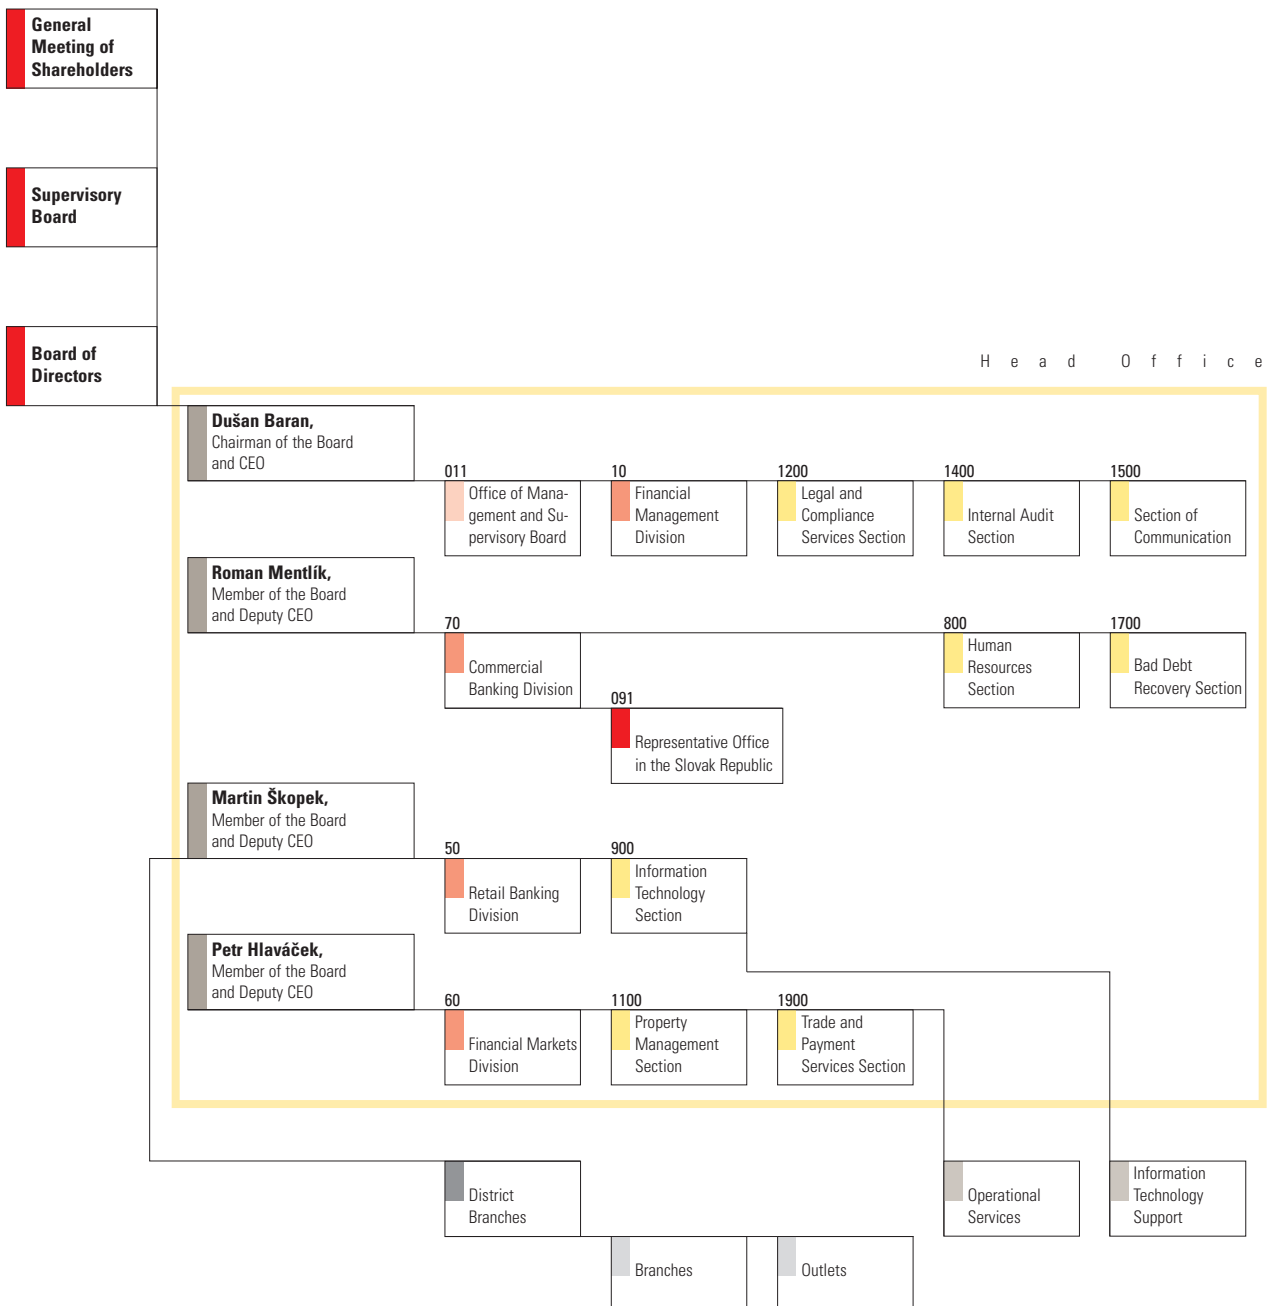 General
Meeting of
Shareholders
Supervisory
Board
Board of
Directors
Head Office
Dušan Baran,
Chairman of the Board
and CEO
011
Office of Mana-
gement and Su-
pervisory Board
10
Financial
Management
Division
1200
Legal and
Compliance
Services Section
1400
Internal Audit
Section
1500
Section of
Communication
Roman Mentlík,
Member of the Board
and Deputy CEO
70
Commercial
Banking Division
800
Human
Resources
Section
1700
Bad Debt
Recovery Section
091
Representative Office
in the Slovak Republic
Martin Škopek,
Member of the Board
and Deputy CEO
50
Retail Banking
Division
900
Information
Technology
Section
Petr Hlaváček,
Member of the Board
and Deputy CEO
60
Financial Markets
Division
1100
Property
Management
Section
1900
Trade and
Payment
Services Section
District
Branches
Operational
Services
Information
Technology
Support
Branches
Outlets